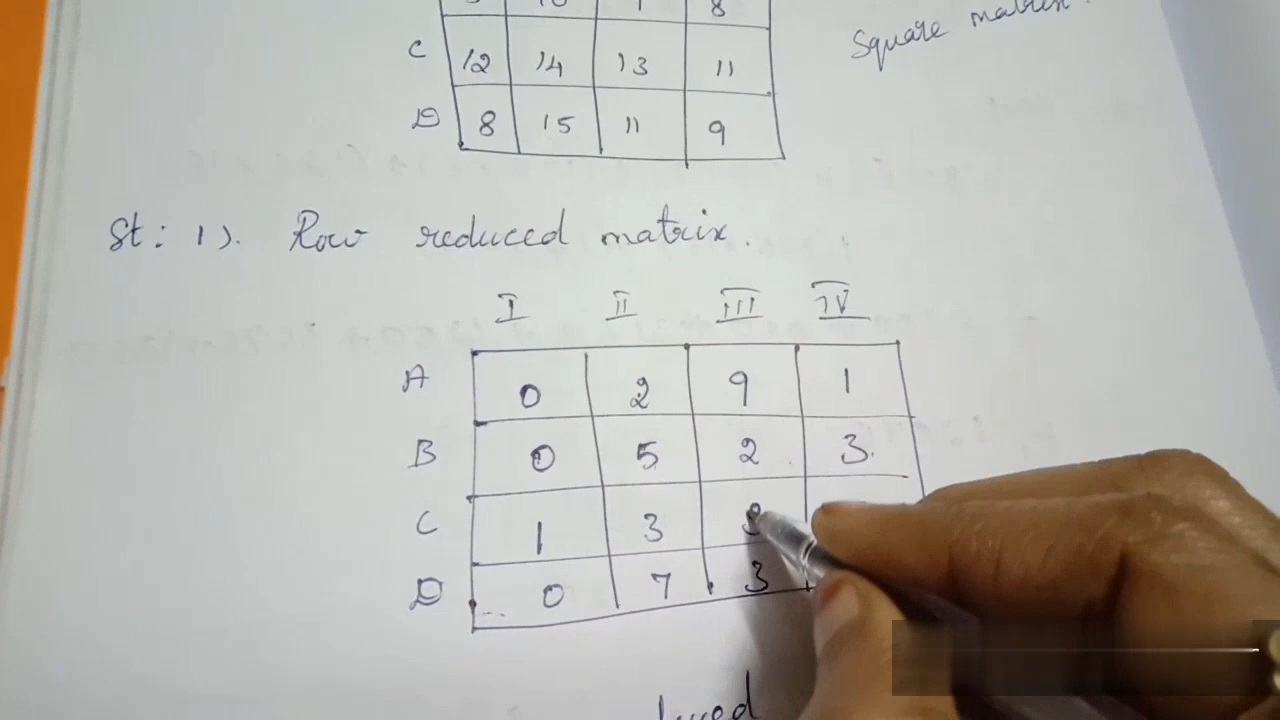 8
Square matrix.
C 12 14 13 11
D 8 15 11 9
St: 1). Row reduced matrix.
I II III IV
A 0 2 9 1
B 0 5 2 3
C 1 3
D 0 7 3